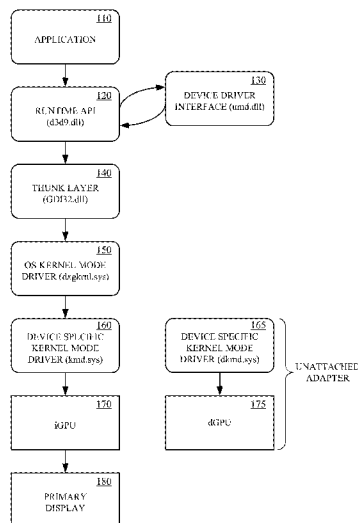 110
APPLICATION
120
RUNTIME API
(d3d9.dll)
130
DEVICE DRIVER
INTERFACE (umd.dll)
140
THUNK LAYER
(GDI32.dll)
150
OS KERNEL MODE
DRIVER (dxgkrnl.sys)
160
DEVICE SPECIFIC
KERNEL MODE
DRIVER (kmd.sys)
165
DEVICE SPECIFIC
KERNEL MODE
DRIVER (dkmd.sys)
UNATTACHED
ADAPTER
170
iGPU
175
dGPU
180
PRIMARY
DISPLAY